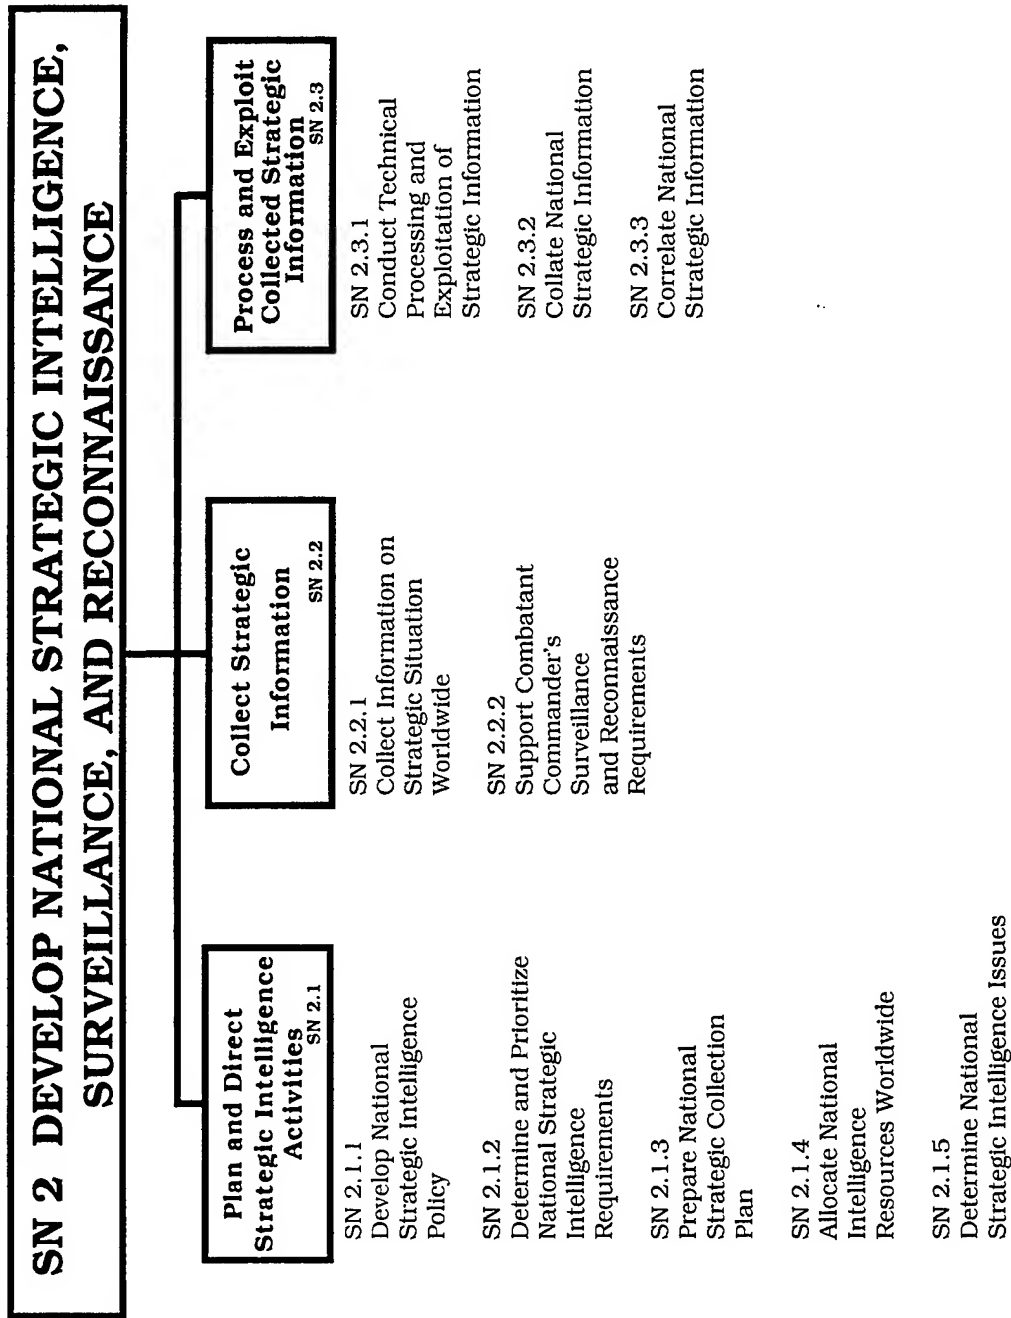 SN 2 DEVELOP NATIONAL STRATEGIC INTELLIGENCE,
SURVEILLANCE, AND RECONNAISSANCE
Plan and Direct
Strategic Intelligence
Activities
SN 2.1
SN 2.1.1
Develop National
Strategic Intelligence
Policy
SN 2.1.2
Determine and Prioritize
National Strategic
Intelligence
Requirements
SN 2.1.3
Prepare National
Strategic Collection
Plan
SN 2.1.4
Allocate National
Intelligence
Resources Worldwide
SN 2.1.5
Determine National
Strategic Intelligence Issues
Collect Strategic
Information
SN 2.2
SN 2.2.1
Collect Information on
Strategic Situation
Worldwide
SN 2.2.2
Support Combatant
Commander's
Surveillance
and Reconnaissance
Requirements
Process and Exploit
Collected Strategic
Information
SN 2.3
SN 2.3.1
Conduct Technical
Processing and
Exploitation of
Strategic Information
SN 2.3.2
Collate National
Strategic Information
SN 2.3.3
Correlate National
Strategic Information